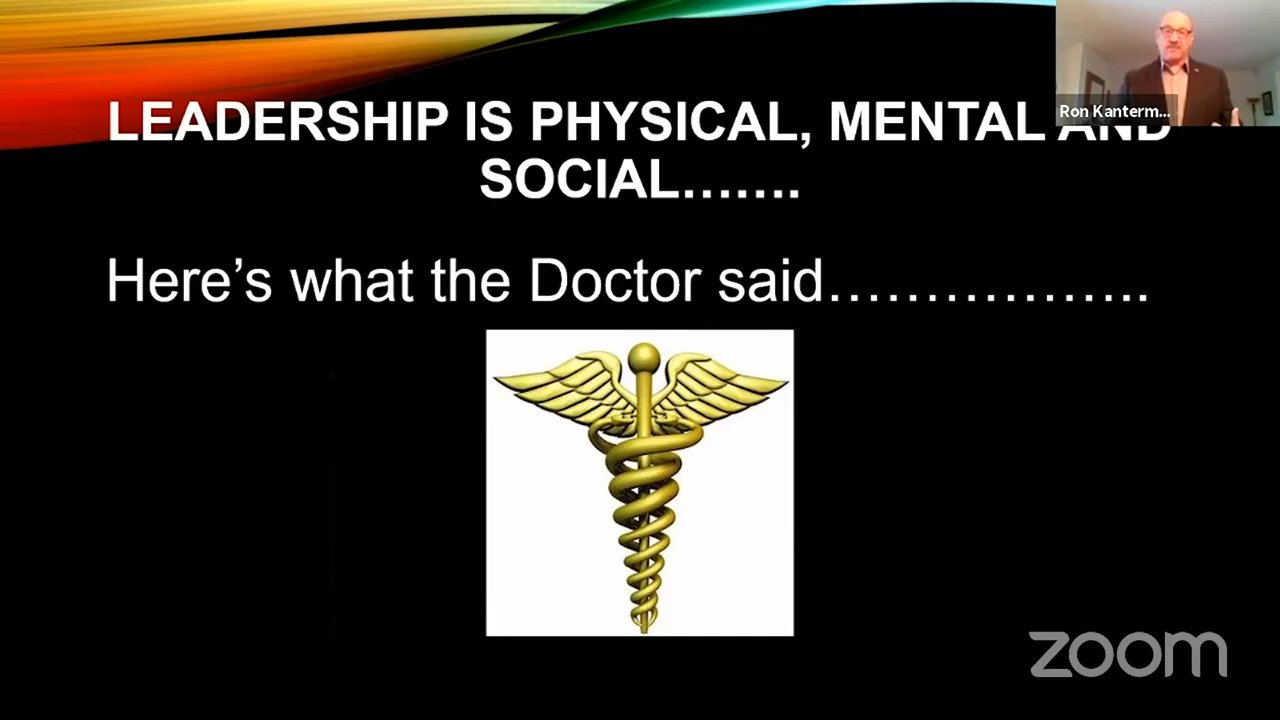 LEADERSHIP IS PHYSICAL, MENTAL AND
SOCIAL…….
Here’s what the Doctor said……………..
Ron Kanterm...
zoom